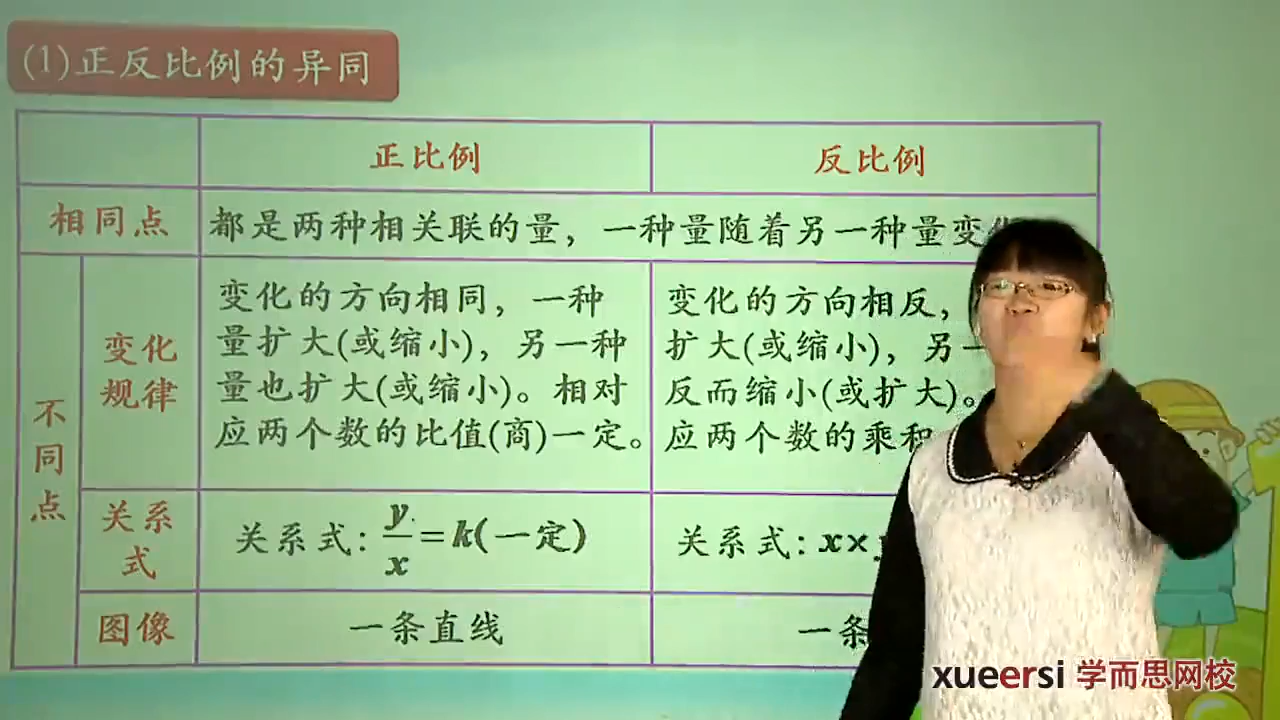 (1)正反比例的异同
正比例
反比例
相同点
都是两种相关联的量，一种量随着另一种量变
不同点
变化规律
变化的方向相同，一种
量扩大(或缩小)，另一种
量也扩大(或缩小)。相对
应两个数的比值(商)一定。
变化的方向相反，
扩大(或缩小)，另一
反而缩小(或扩大)。
应两个数的乘积
关系式
关系式：y/x=k(一定)
关系式：x×
图像
一条直线
一条
xueersi 学而思网校